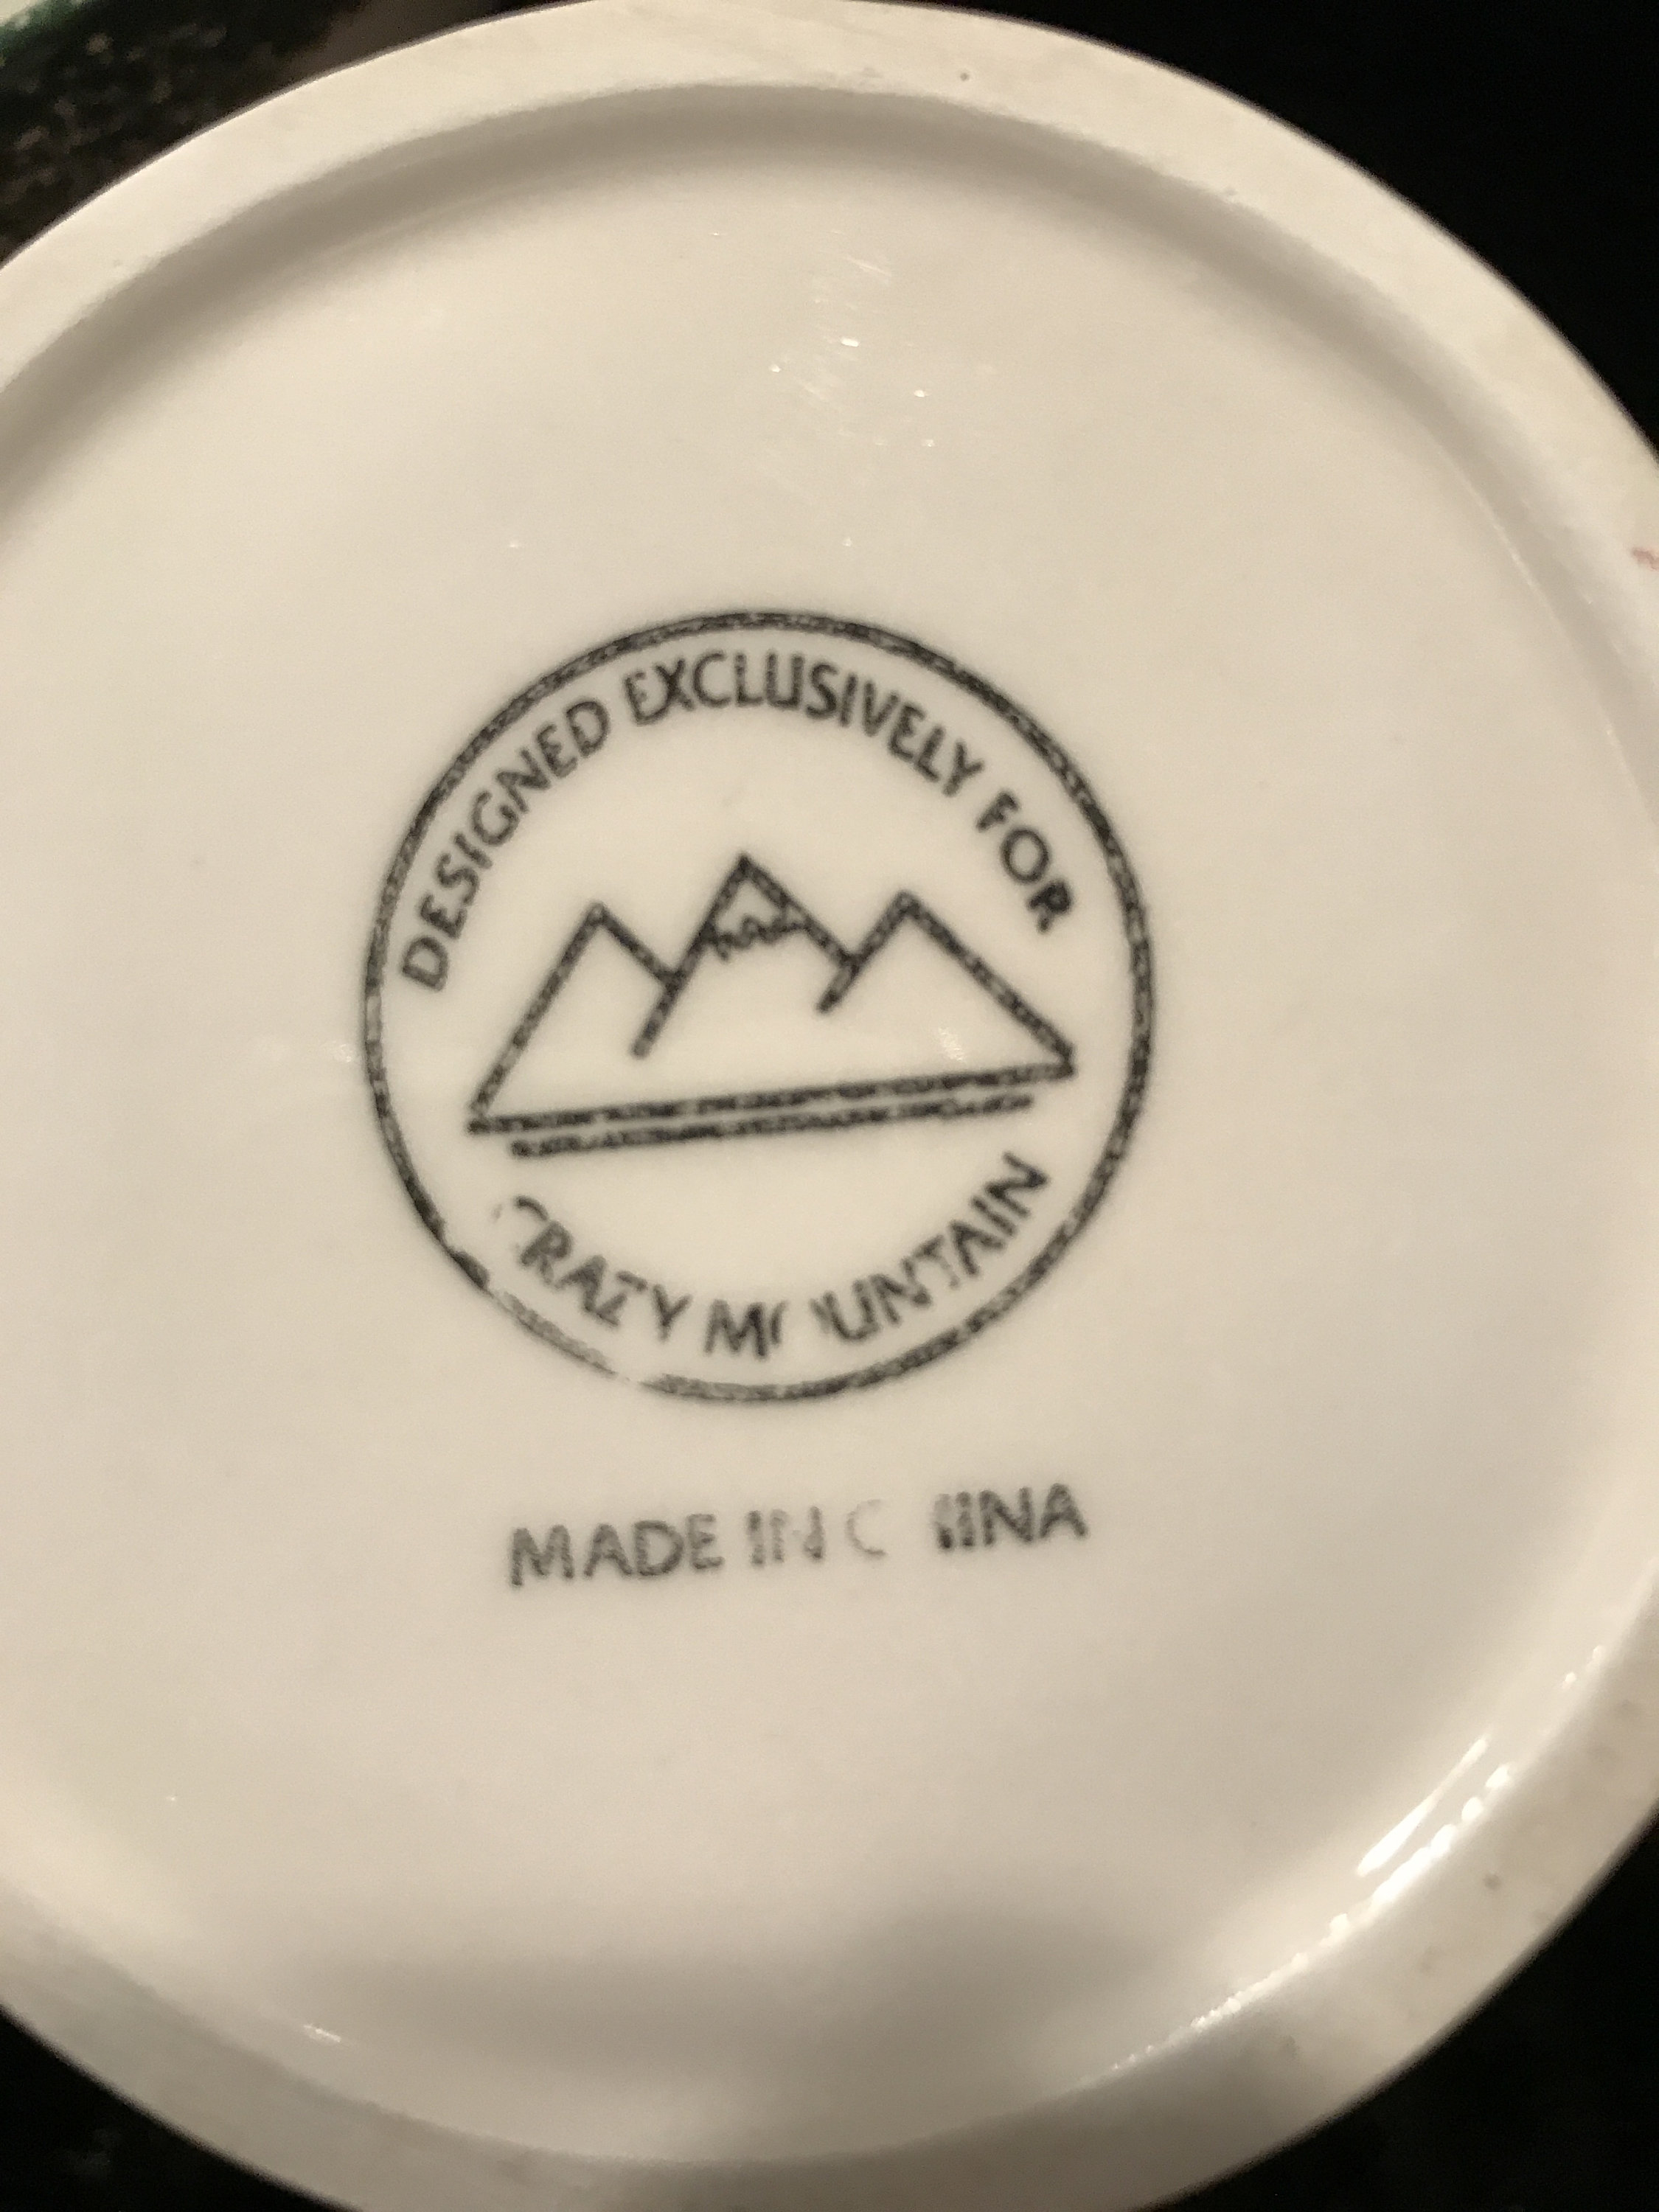 DESIGNED EXCLUSIVELY FOR
CRAZY MOUNTAIN
MADE IN CHINA